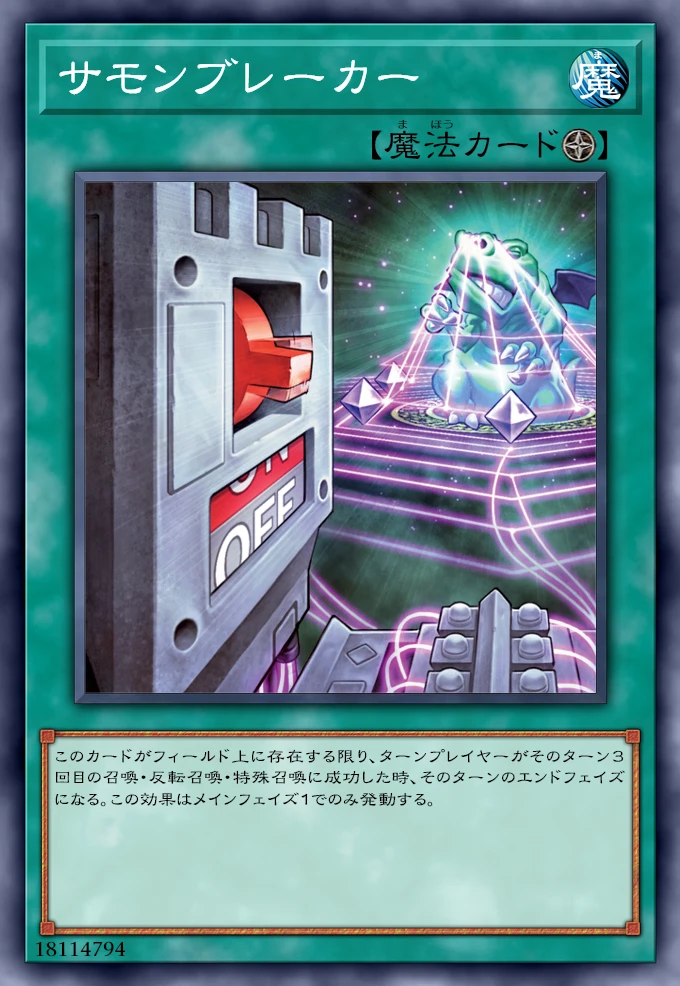 サモンブレーカー
魔
ま
ま ほう
【魔法カード】
ON
OFF
このカードがフィールド上に存在する限り、ターンプレイヤーがそのターン3
回目の召喚・反転召喚・特殊召喚に成功した時、そのターンのエンドフェイズ
になる。この効果はメインフェイズ1でのみ発動する。
18114794